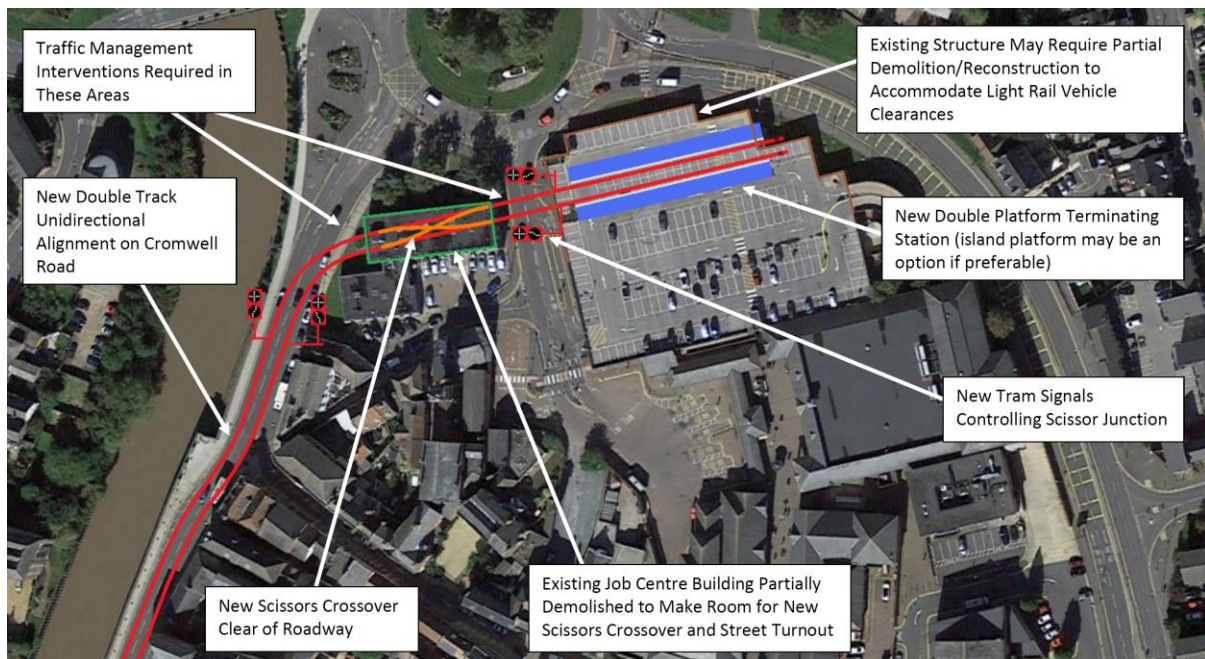 Traffic Management
Interventions Required in
These Areas
Existing Structure May Require Partial
Demolition/Reconstruction to
Accommodate Light Rail Vehicle
Clearances
New Double Track
Unidirectional
Alignment on Cromwell
Road
New Double Platform Terminating
Station (island platform may be an
option if preferable)
New Tram Signals
Controlling Scissor Junction
New Scissors Crossover
Clear of Roadway
Existing Job Centre Building Partially
Demolished to Make Room for New
Scissors Crossover and Street Turnout